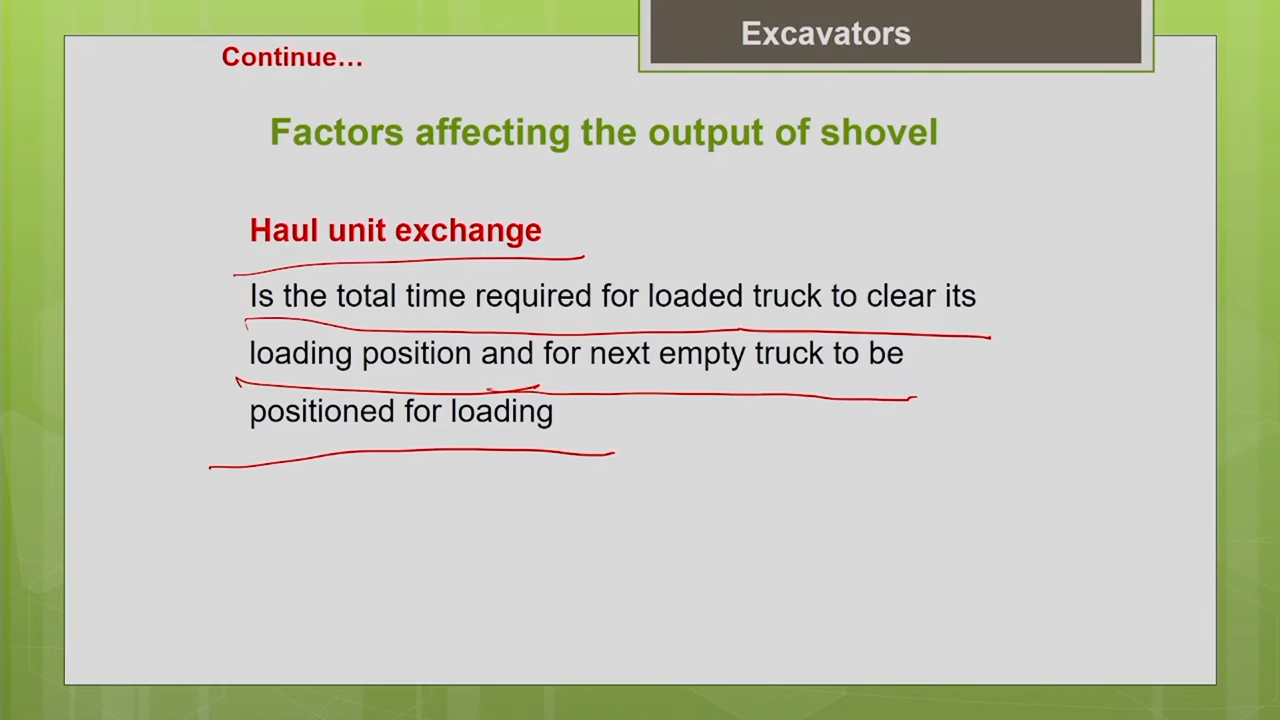 Excavators
Continue…
Factors affecting the output of shovel
Haul unit exchange
Is the total time required for loaded truck to clear its
loading position and for next empty truck to be
positioned for loading